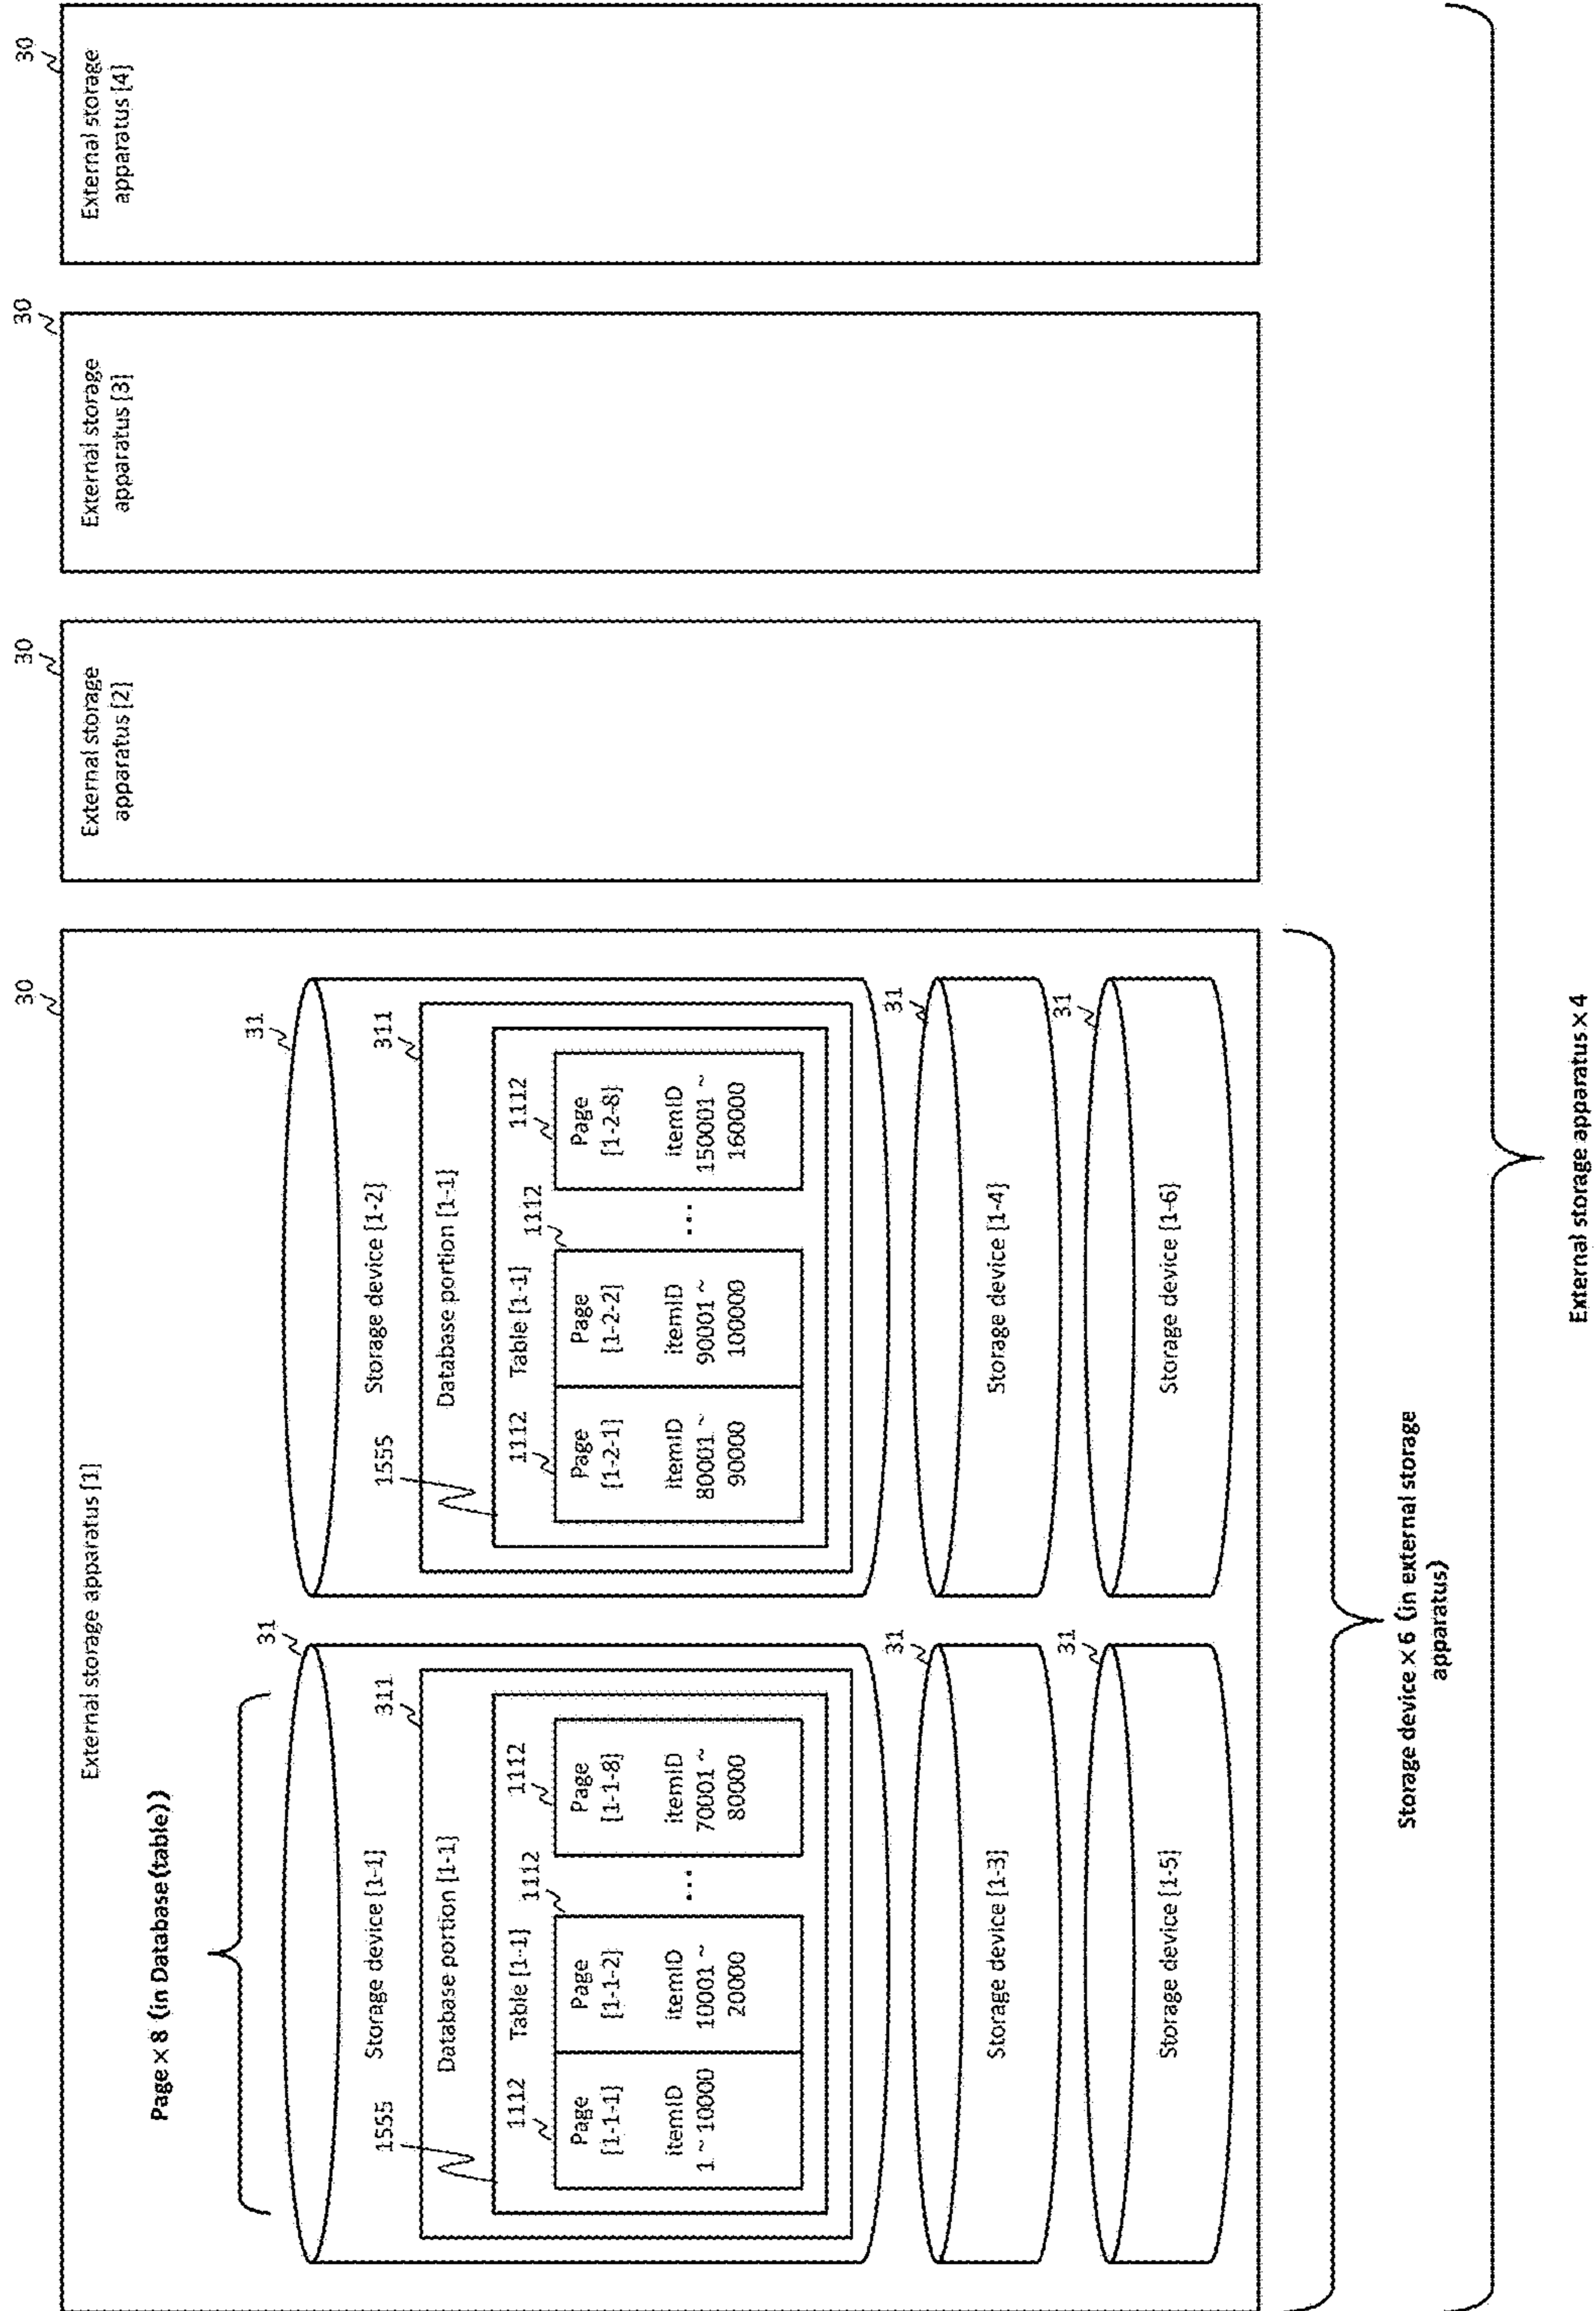 30
30
30
30
External storage apparatus [1]
External storage
apparatus [2]
External storage
apparatus [3]
External storage
apparatus [4]
Page × 8 (in Database (table))
31
Storage device [1-1]
1555
311
Database portion [1-1]
Table [1-1]
1112
1112
1112
Page
[1-1-1]
itemID
1 ~ 10000
Page
[1-1-2]
itemID
10001 ~
20000
...
Page
[1-1-8]
itemID
70001 ~
80000
31
Storage device [1-2]
1555
311
Database portion [1-1]
Table [1-1]
1112
1112
1112
Page
[1-2-1]
itemID
80001 ~
90000
Page
[1-2-2]
itemID
90001 ~
100000
...
Page
[1-2-8]
itemID
150001 ~
160000
31
Storage device [1-3]
31
Storage device [1-4]
31
Storage device [1-5]
31
Storage device [1-6]
Storage device × 6 (in external storage
apparatus)
External storage apparatus × 4